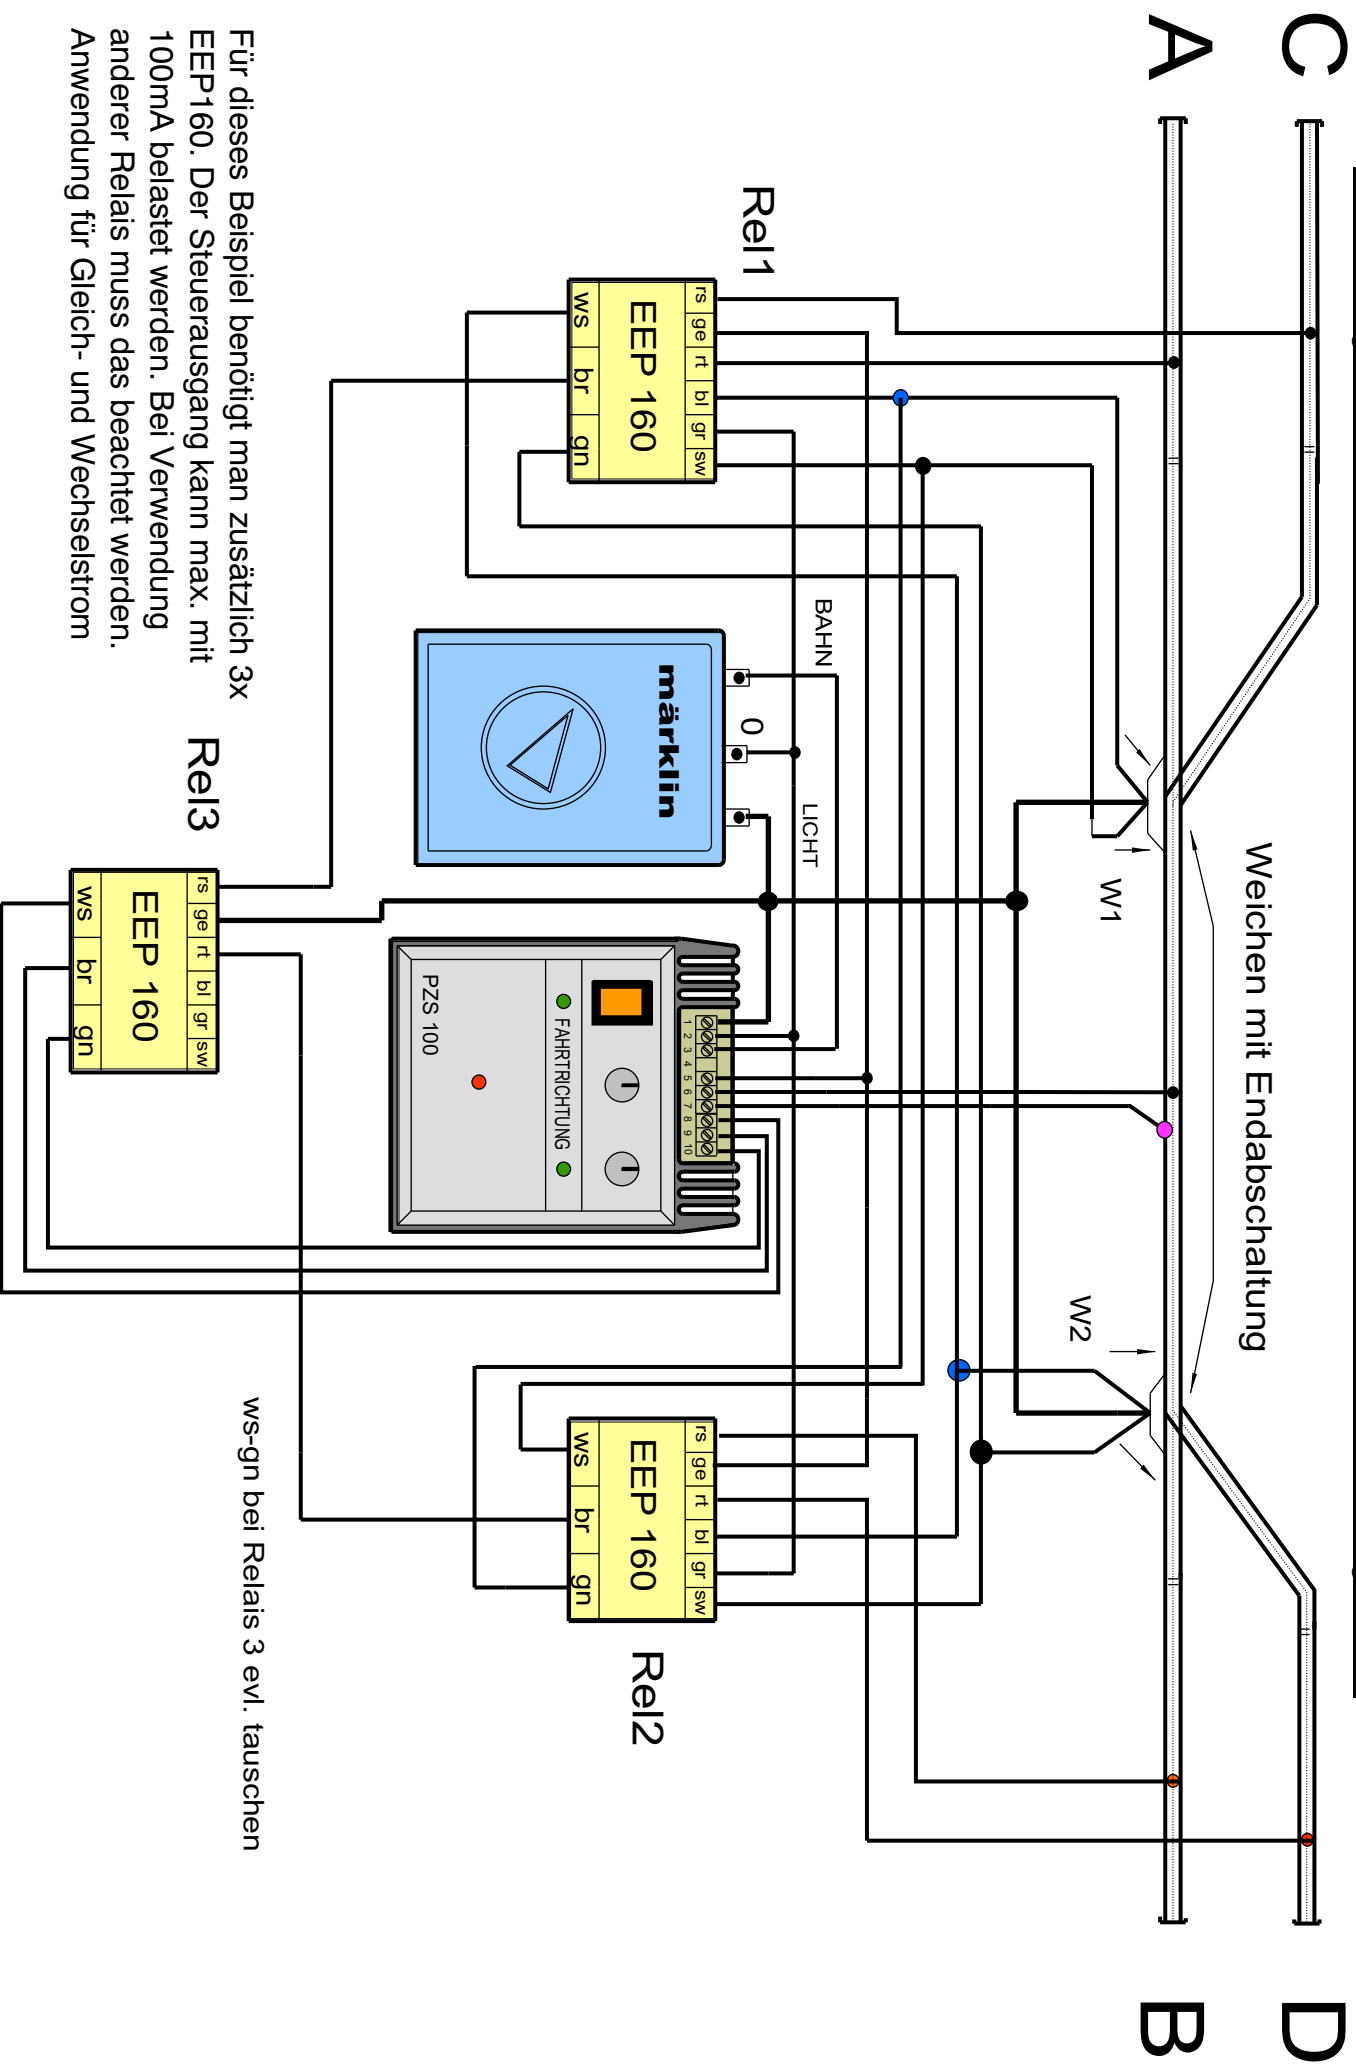 C
D
A
B
Weichen mit Endabschaltung
W1
W2
BAHN
0
LICHT
Rel1
rs ge rt bl gr sw
EEP 160
ws br gn
märklin
1 2 3 4 5 6 7 8 9 10
FAHRTRICHTUNG
PZS 100
rs ge rt bl gr sw
EEP 160
ws br gn
Rel2
Für dieses Beispiel benötigt man zusätzlich 3x
EEP160. Der Steuerausgang kann max. mit
100mA belastet werden. Bei Verwendung
anderer Relais muss das beachtet werden.
Anwendung für Gleich- und Wechselstrom
Rel3
rs ge rt bl gr sw
EEP 160
ws br gn
ws-gn bei Relais 3 evl. tauschen